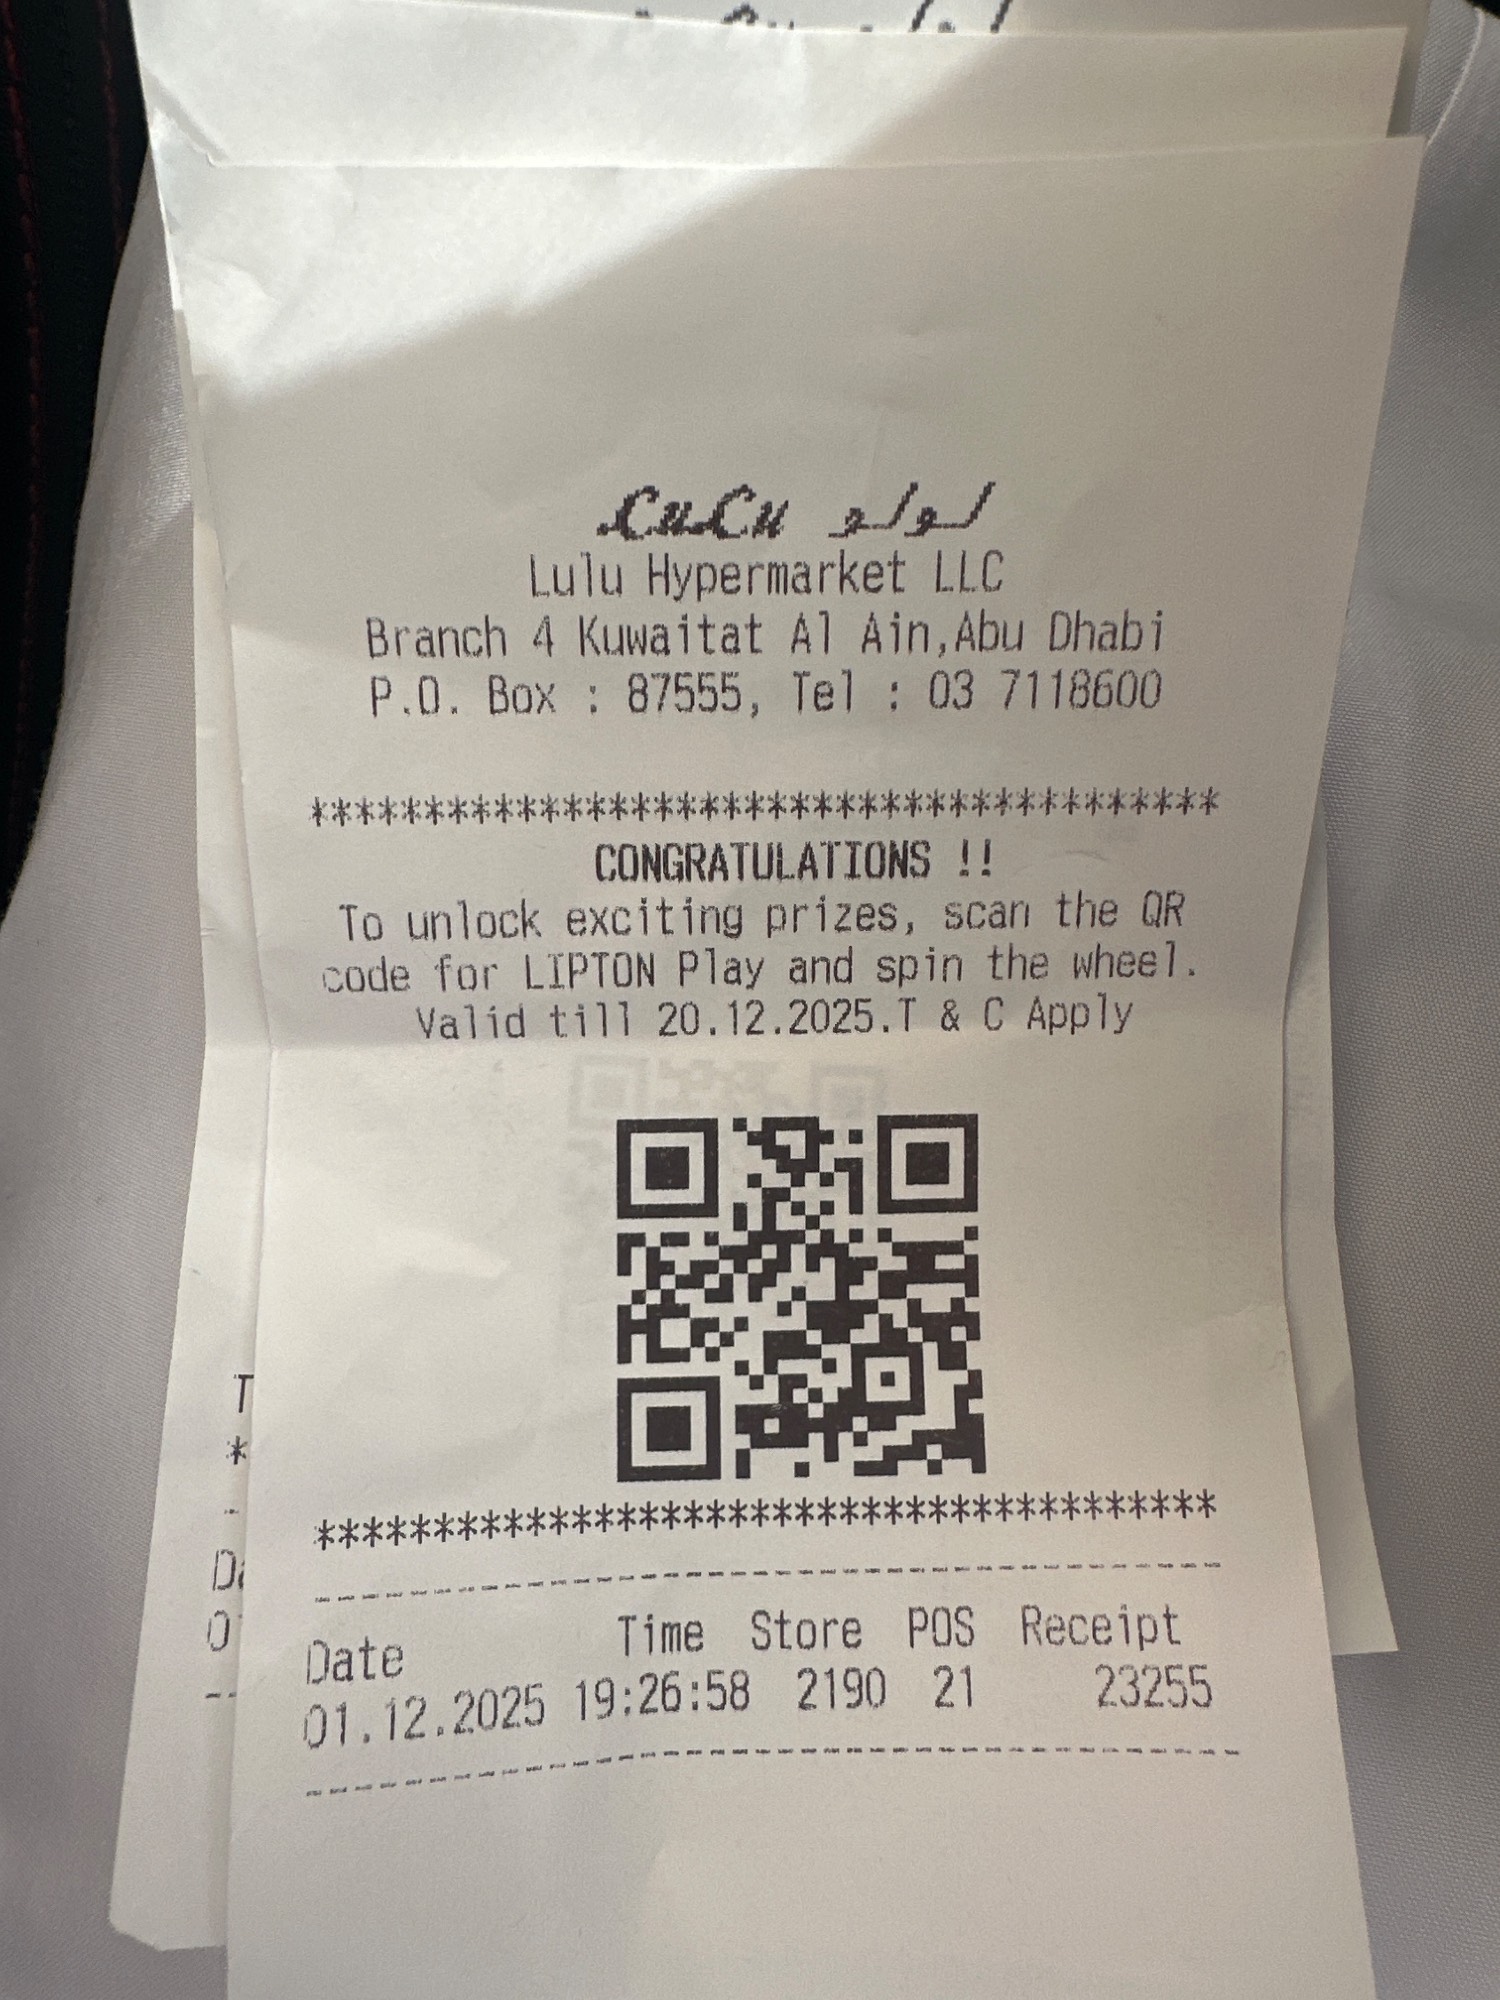 LuLu لولو
Lulu Hypermarket LLC
Branch 4 Kuwaitat Al Ain,Abu Dhabi
P.O. Box : 87555, Tel : 03 7118600
****************************************
CONGRATULATIONS !!
To unlock exciting prizes, scan the QR
code for LIPTON Play and spin the wheel.
Valid till 20.12.2025.T & C Apply
****************************************
----------------------------------------
Date Time Store POS Receipt
01.12.2025 19:26:58 2190 21 23255
----------------------------------------